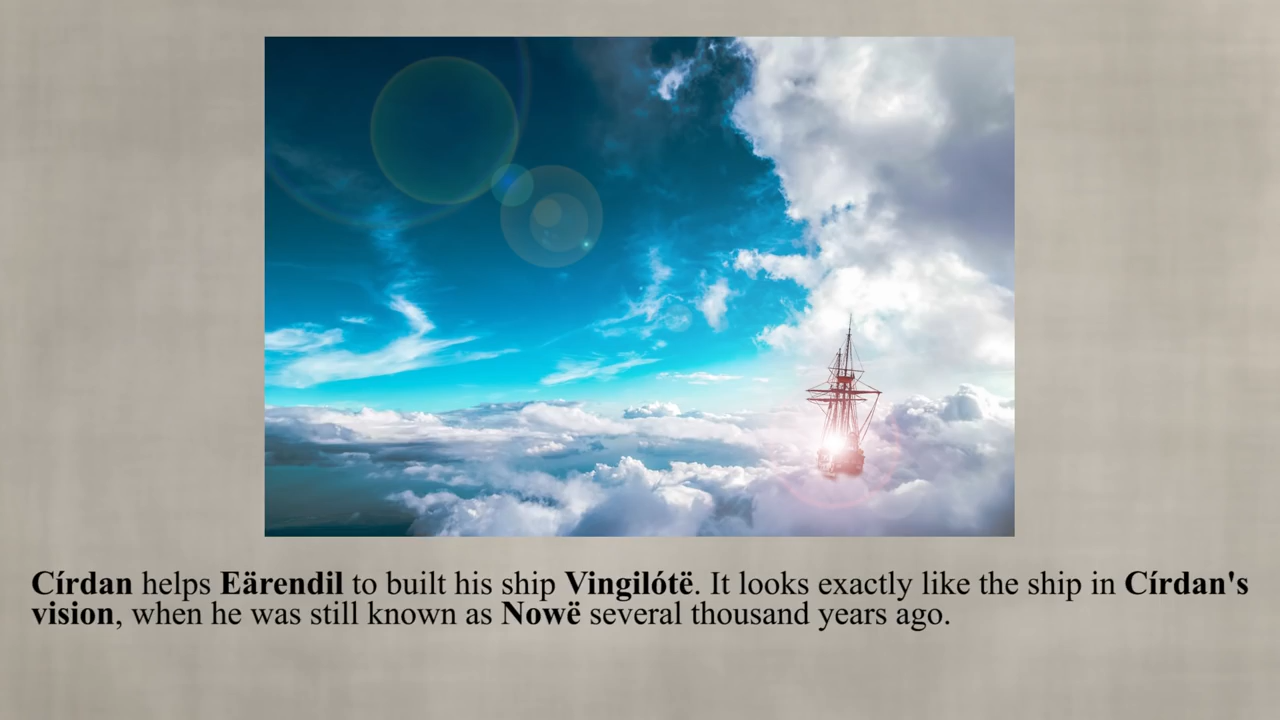 Círdan helps Eärendil to built his ship Vingilótë. It looks exactly like the ship in Círdan's
vision, when he was still known as Nowë several thousand years ago.